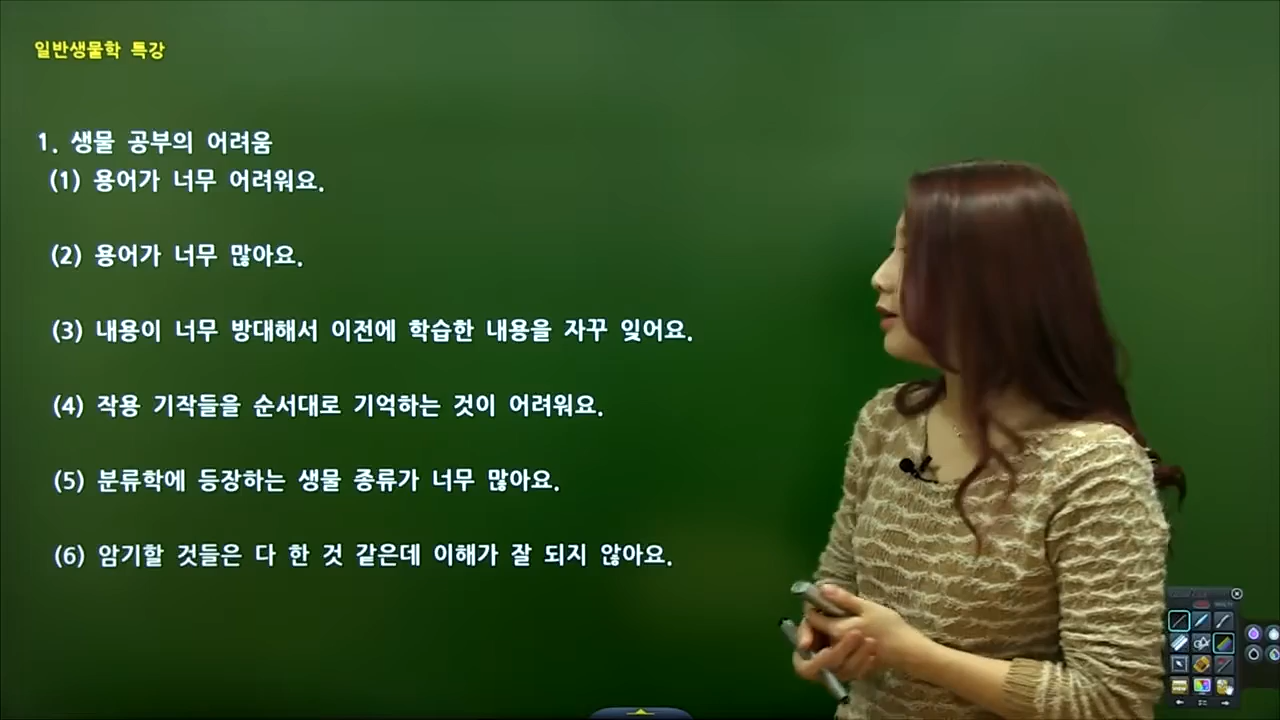 일반생물학 특강
1. 생물 공부의 어려움
(1) 용어가 너무 어려워요.
(2) 용어가 너무 많아요.
(3) 내용이 너무 방대해서 이전에 학습한 내용을 자꾸 잊어요.
(4) 작용 기작들을 순서대로 기억하는 것이 어려워요.
(5) 분류학에 등장하는 생물 종류가 너무 많아요.
(6) 암기할 것들은 다 한 것 같은데 이해가 잘 되지 않아요.